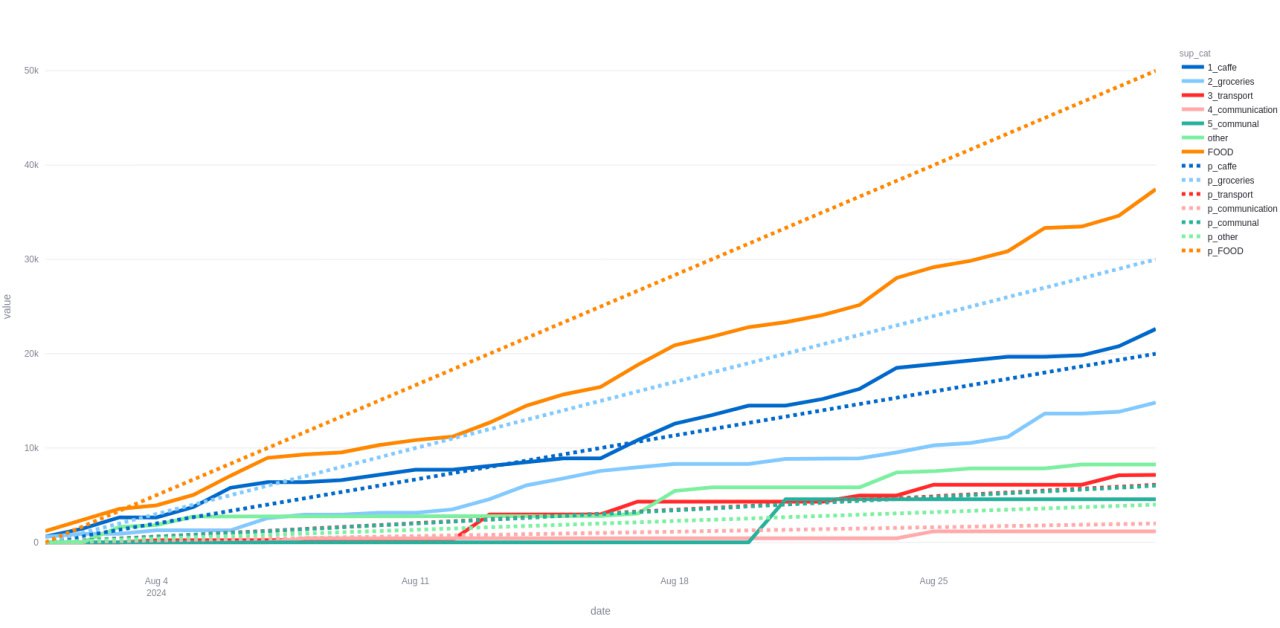 sup_cat
1_caffe
2_groceries
3_transport
4_communication
5_communal
other
FOOD
p_caffe
p_groceries
p_transport
p_communication
p_communal
p_other
p_FOOD
50k
40k
30k
20k
10k
0
value
Aug 4
2024
Aug 11
Aug 18
Aug 25
date